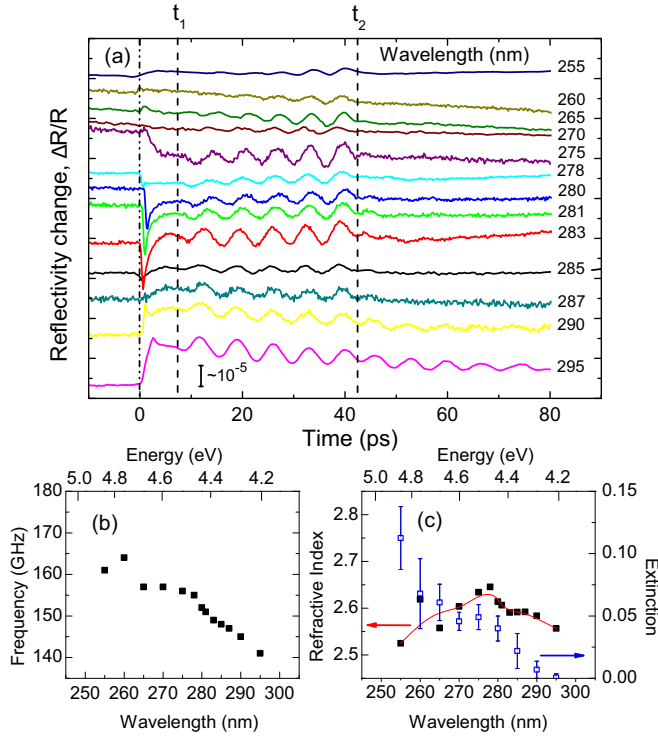 t1 t2
(a) Wavelength (nm)
255
260
265
270
275
278
280
281
283
285
287
290
295
Reflectivity change, ΔR/R
~10-5
0 20 40 60 80
Time (ps)
Energy (eV)
5.0 4.8 4.6 4.4 4.2
(b)
180
170
160
150
140
Frequency (GHz)
250 260 270 280 290 300
Wavelength (nm)
Energy (eV)
5.0 4.8 4.6 4.4 4.2
(c)
2.8
2.7
2.6
2.5
Refractive Index
0.15
0.10
0.05
0.00
Extinction
250 260 270 280 290 300
Wavelength (nm)